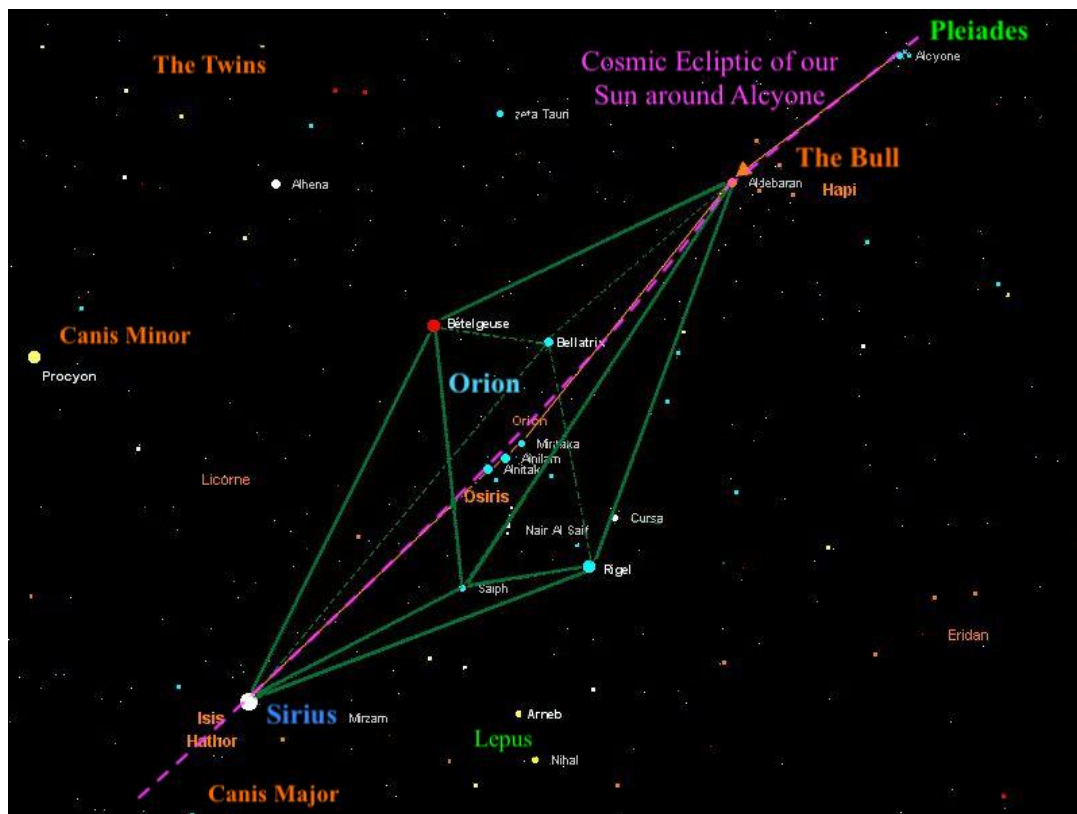 Pleiades
Cosmic Ecliptic of our
Sun around Alcyone
Alcyone
The Twins
zeta Tauri
The Bull
Alhena
Aldebaran
Hapi
Bételgeuse
Canis Minor
Bellatrix
Procyon
Orion
Orion
Mintaka
Alnilam
Alnitak
Licorne
Osiris
Cursa
Nair Al Saif
Rigel
Saiph
Eridan
Isis
Sirius
Mirzam
Arneb
Hathor
Lepus
Nihal
Canis Major